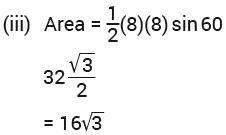 (iii) Area = 1/2(8)(8) sin 60
32 √3/2
= 16√3